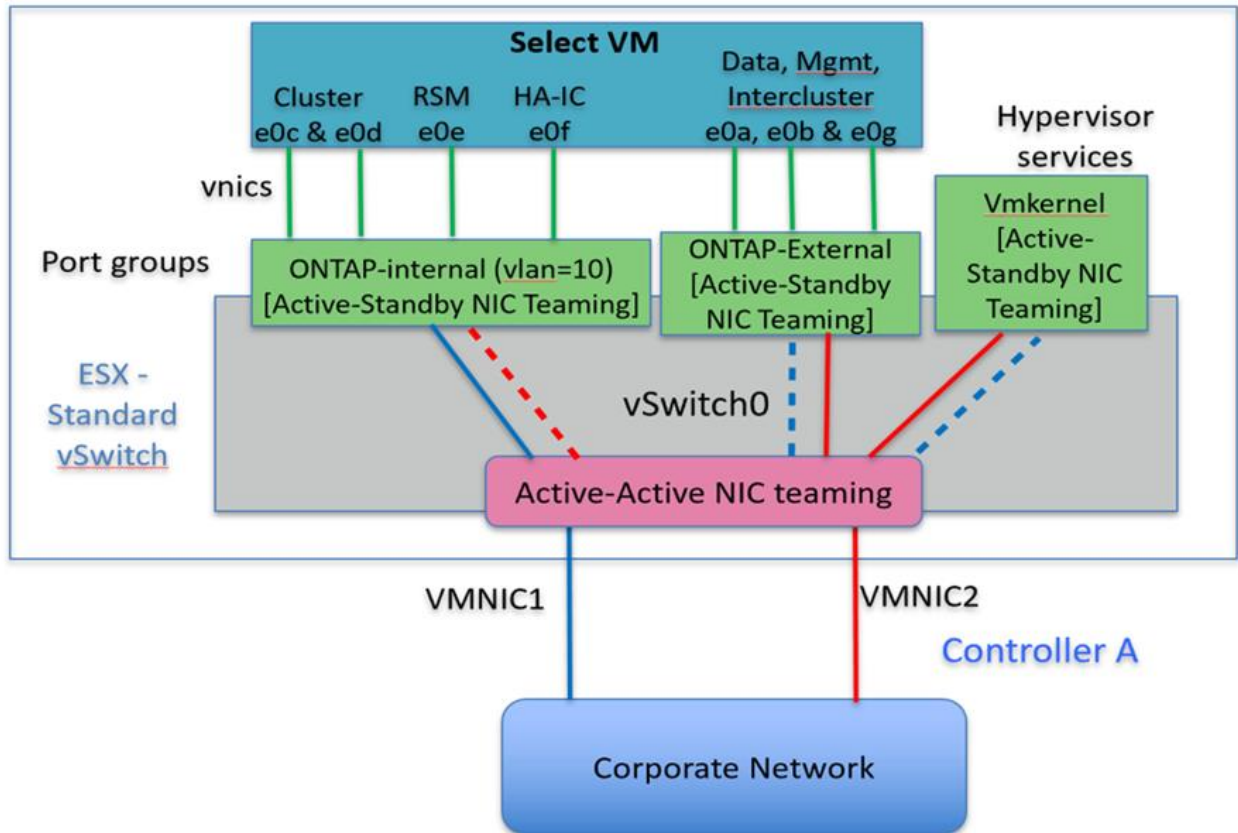 Select VM
Cluster
e0c & e0d
RSM
e0e
HA-IC
e0f
Data, Mgmt,
Intercluster
e0a, e0b & e0g
Hypervisor
services
vnics
Port groups
ONTAP-internal (vlan=10)
[Active-Standby NIC Teaming]
ONTAP-External
[Active-Standby
NIC Teaming]
Vmkernel
[Active-
Standby NIC
Teaming]
ESX -
Standard
vSwitch
vSwitch0
Active-Active NIC teaming
VMNIC1
VMNIC2
Controller A
Corporate Network